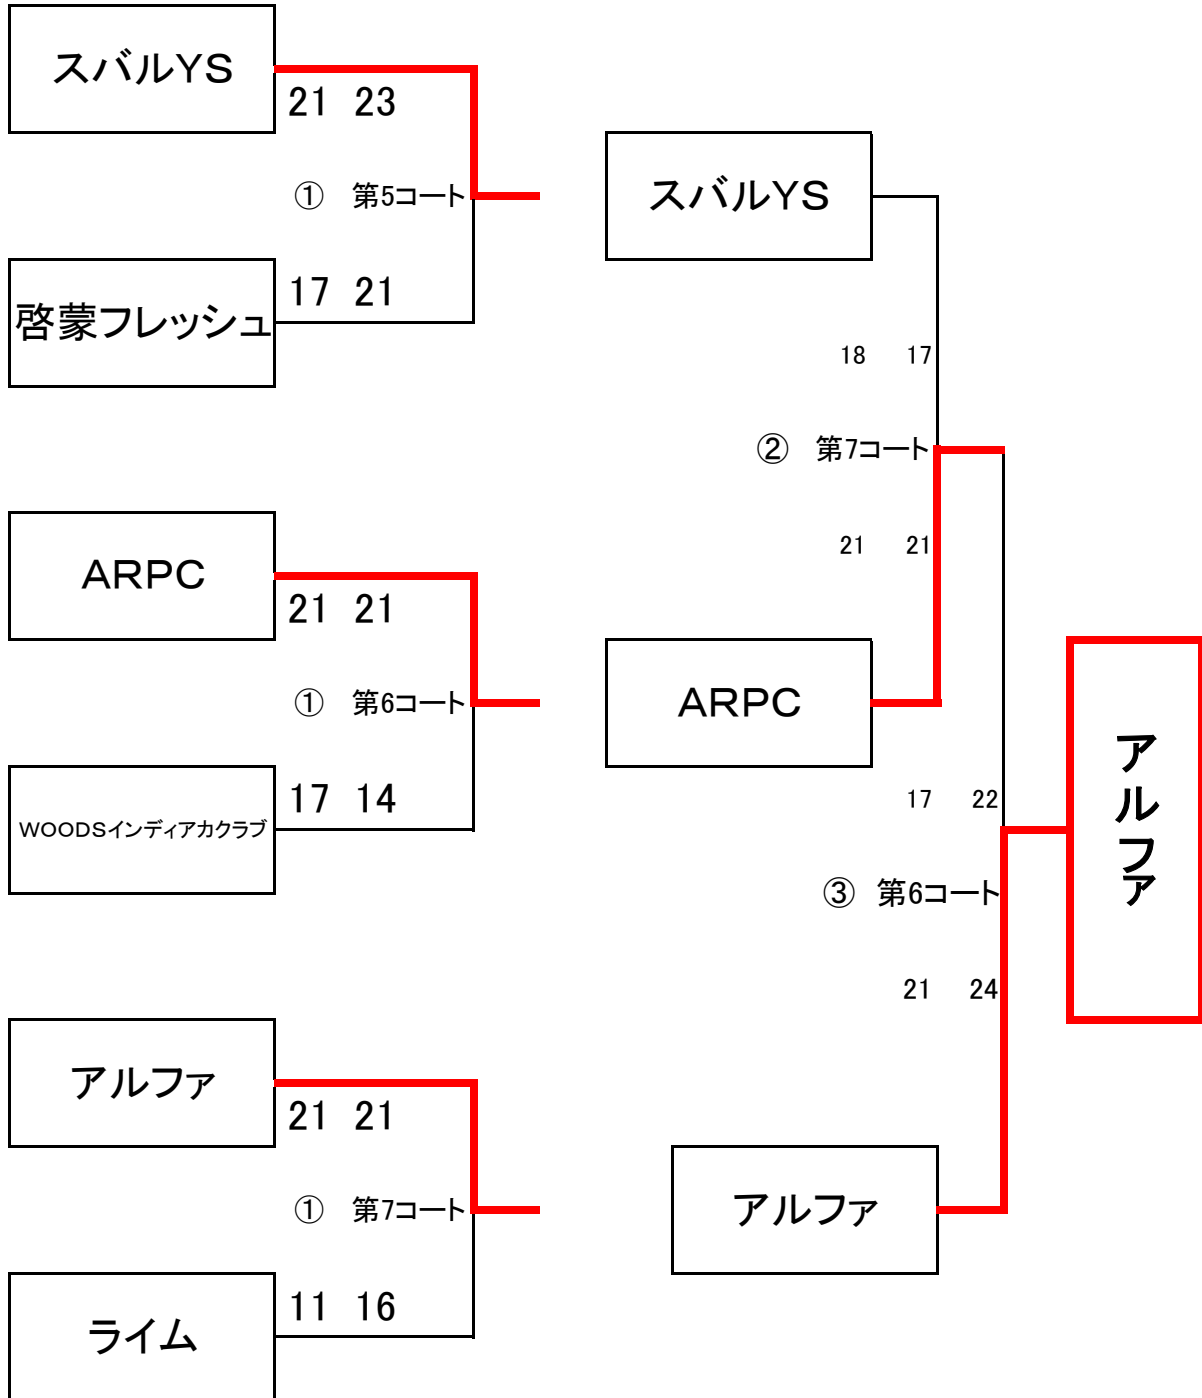 スバルYS
21 23
① 第5コート
17 21
啓蒙フレッシュ
ARPC
21 21
① 第6コート
17 14
WOODSインディアカクラブ
アルファ
21 21
① 第7コート
11 16
ライム
スバルYS
18 17
② 第7コート
21 21
ARPC
17 22
③ 第6コート
21 24
アルファ
アルファ